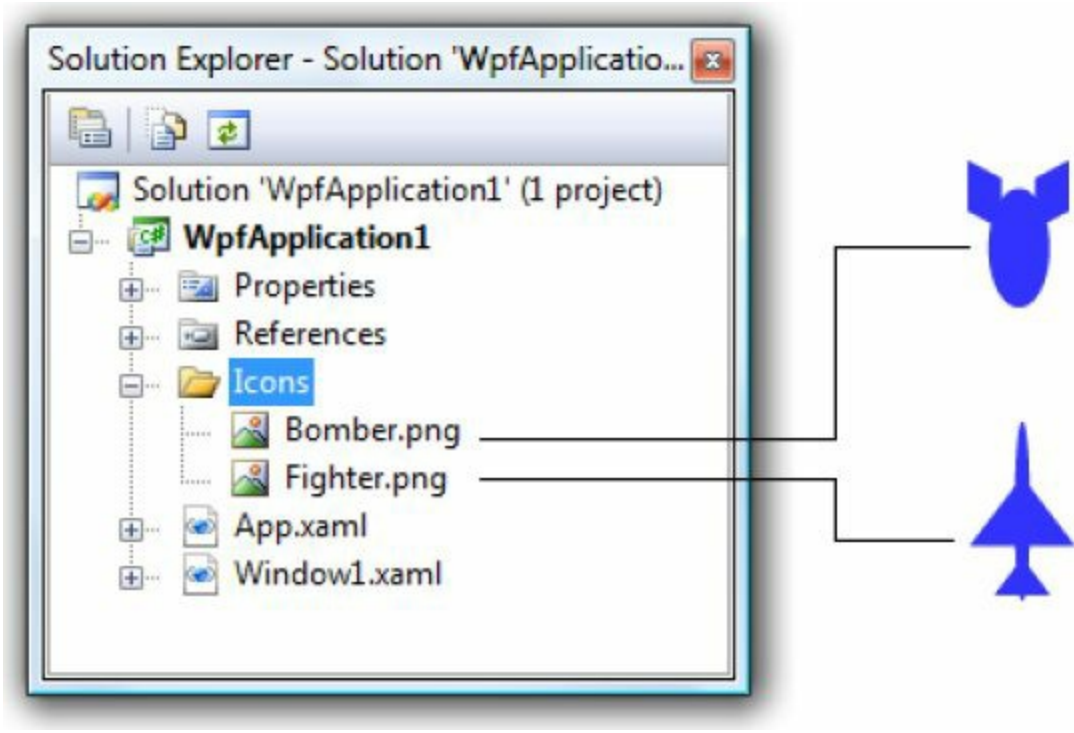 Solution Explorer - Solution 'WpfApplicatio...
Solution 'WpfApplication1' (1 project)
WpfApplication1
Properties
References
Icons
Bomber.png
Fighter.png
App.xaml
Window1.xaml